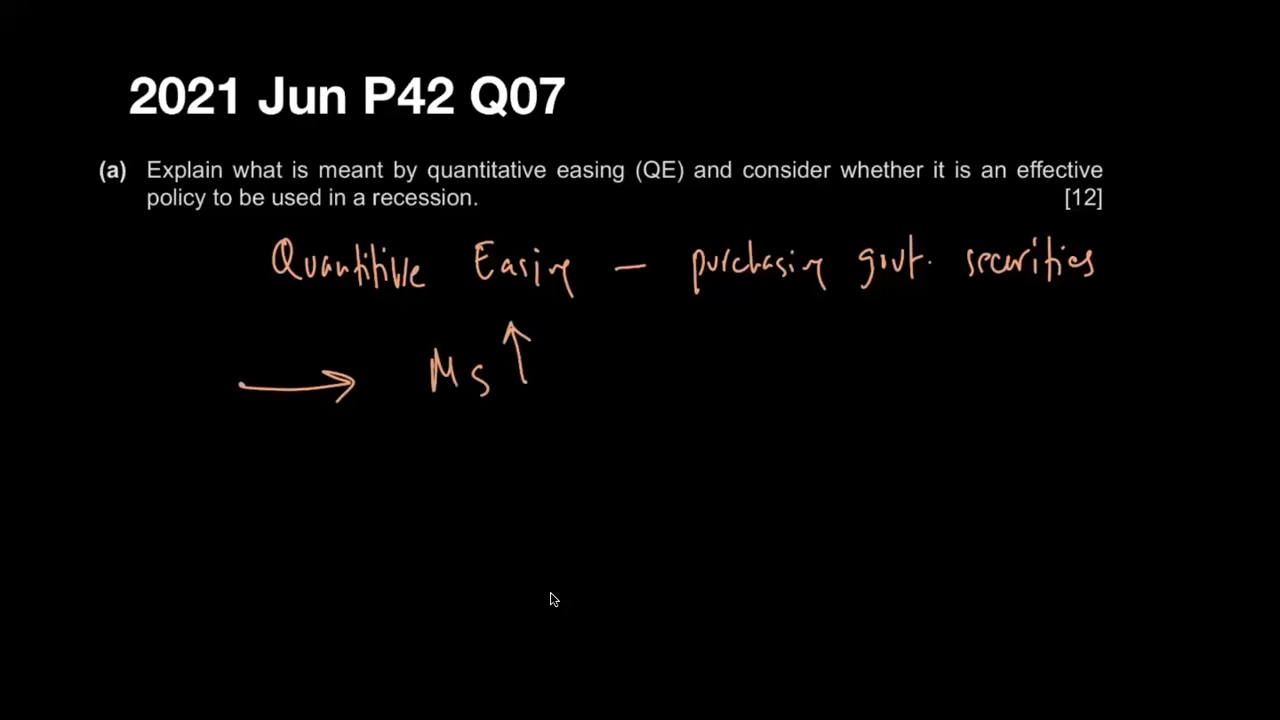 2021 Jun P42 Q07
(a) Explain what is meant by quantitative easing (QE) and consider whether it is an effective
policy to be used in a recession. [12]
Quantitive Easing — purchasing govt. securities
→ Ms ↑